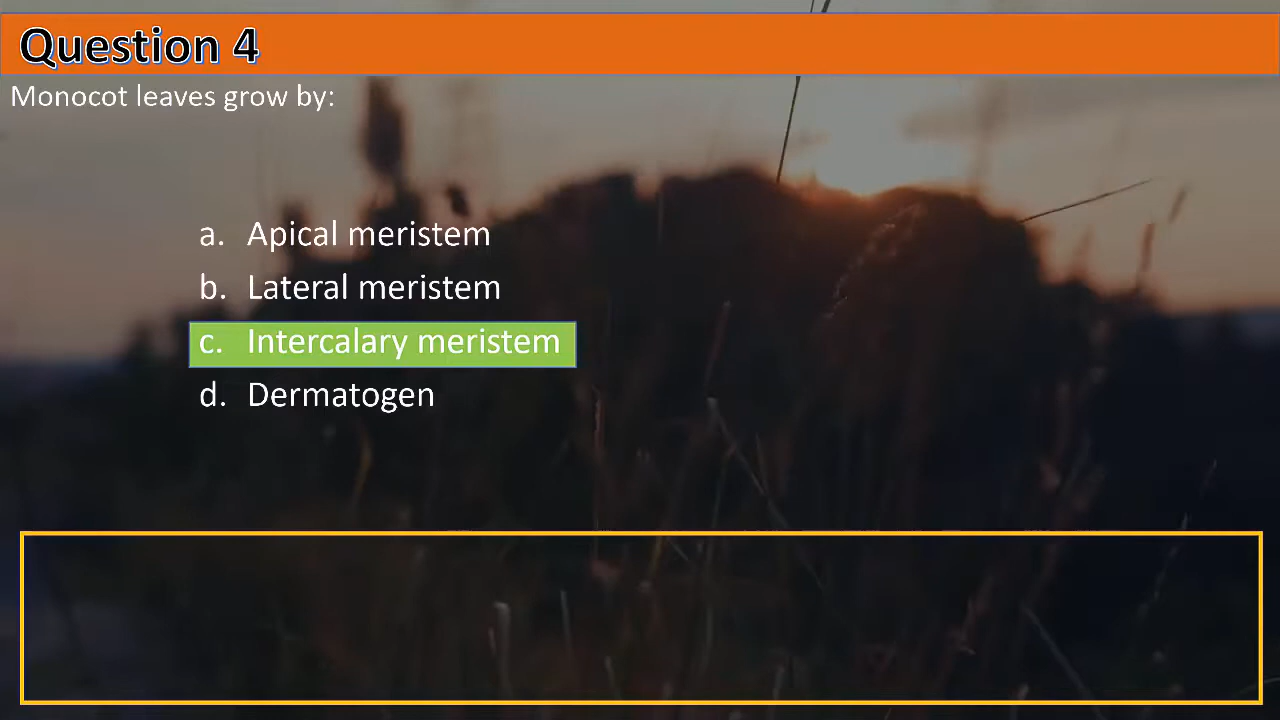 Question 4
Monocot leaves grow by:
a. Apical meristem
b. Lateral meristem
c. Intercalary meristem
d. Dermatogen